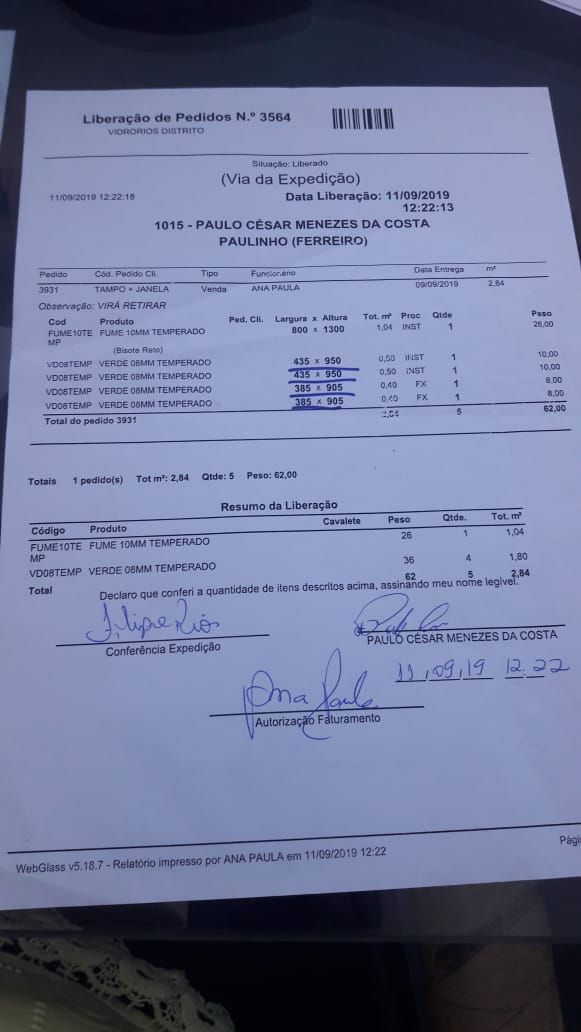 Liberação de Pedidos N.º 3564
VIDRORIOS DISTRITO
Situação: Liberado
(Via da Expedição)
11/09/2019 12:22:18 Data Liberação: 11/09/2019
12:22:13
1015 - PAULO CÉSAR MENEZES DA COSTA
PAULINHO (FERREIRO)
Pedido Cód. Pedido Cli. Tipo Funcionário Data Entrega m²
3931 TAMPO + JANELA Venda ANA PAULA 09/09/2019 2,84
Observação: VIRÁ RETIRAR
Cod Produto Ped. Cli. Largura x Altura Tot. m² Proc Qtde Peso
FUME10TE FUME 10MM TEMPERADO 800 x 1300 1,04 INST 1 26,00
MP
(Bisote Reto)
VD08TEMP VERDE 08MM TEMPERADO 435 x 950 0,50 INST 1 10,00
VD08TEMP VERDE 08MM TEMPERADO 435 x 950 0,50 INST 1 10,00
VD08TEMP VERDE 08MM TEMPERADO 385 x 905 0,40 FX 1 8,00
VD08TEMP VERDE 08MM TEMPERADO 385 x 905 0,40 FX 1 8,00
Total do pedido 3931 2,84 5 62,00
Totais 1 pedido(s) Tot m²: 2,84 Qtde: 5 Peso: 62,00
Resumo da Liberação
Código Produto Cavalete Peso Qtde. Tot. m²
FUME10TE FUME 10MM TEMPERADO 26 1 1,04
MP
VD08TEMP VERDE 08MM TEMPERADO 36 4 1,80
Total 62 5 2,84
Declaro que conferi a quantidade de itens descritos acima, assinando meu nome legivel.
Filipe Rios
Conferência Expedição
PAULO CÉSAR MENEZES DA COSTA
11,09,19 12.22
Ana Paula
Autorização Faturamento
WebGlass v5.18.7 - Relatório impresso por ANA PAULA em 11/09/2019 12:22
Pági